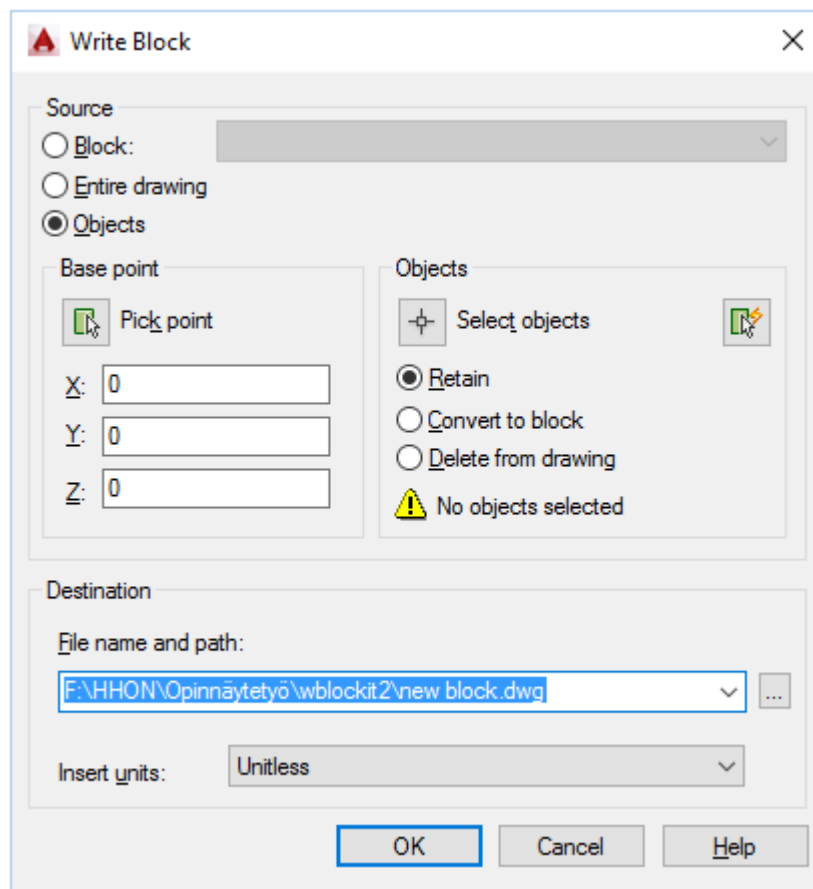 Write Block
Source
Block:
Entire drawing
Objects
Base point
Pick point
X: 0
Y: 0
Z: 0
Objects
Select objects
Retain
Convert to block
Delete from drawing
No objects selected
Destination
File name and path:
F:\HHON\Opinnäytetyö\wblockit2\new block.dwg
...
Insert units: Unitless
OK Cancel Help